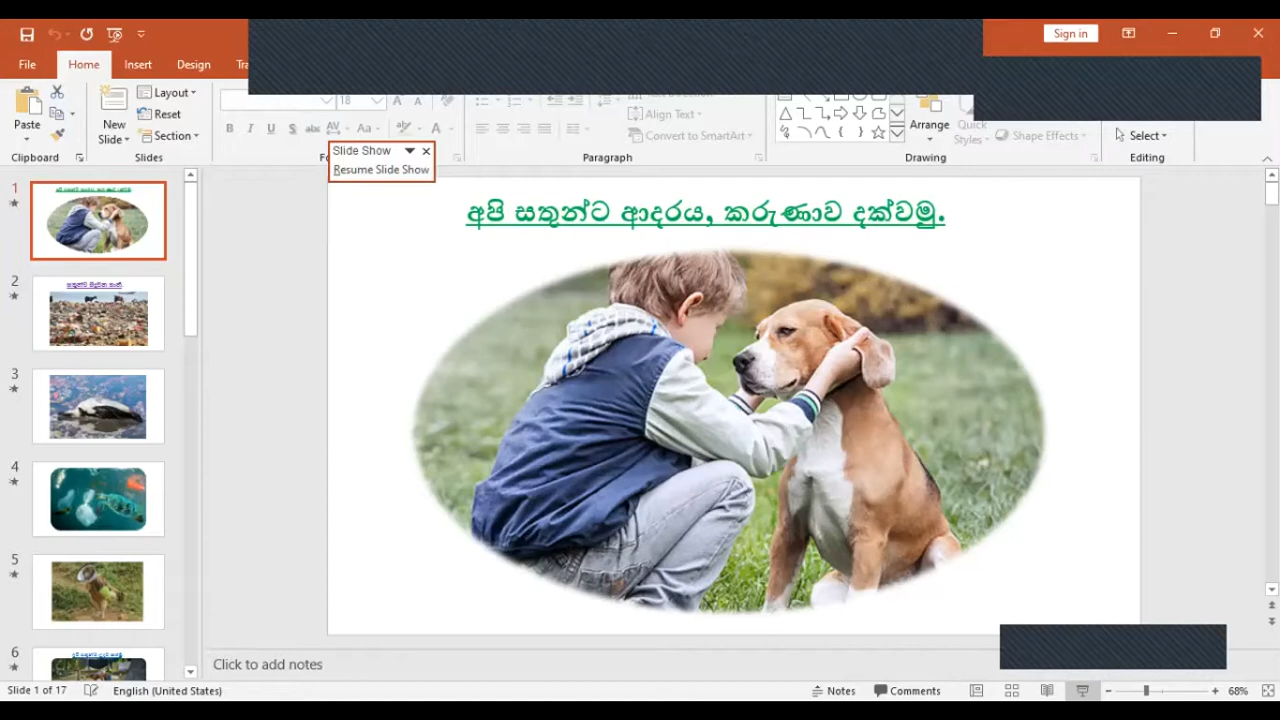 Sign in
File
Home
Insert
Design
Paste
New
Slide
Layout
Reset
Section
18
Align Text
Convert to SmartArt
Arrange
Quick
Styles
Shape Effects
Select
Clipboard
Slides
Paragraph
Drawing
Editing
Slide Show
Resume Slide Show
1
2
3
4
5
6
අපි සතුන්ට ආදරය, කරුණාව දක්වමු.
Click to add notes
Slide 1 of 17
English (United States)
Notes
Comments
68%